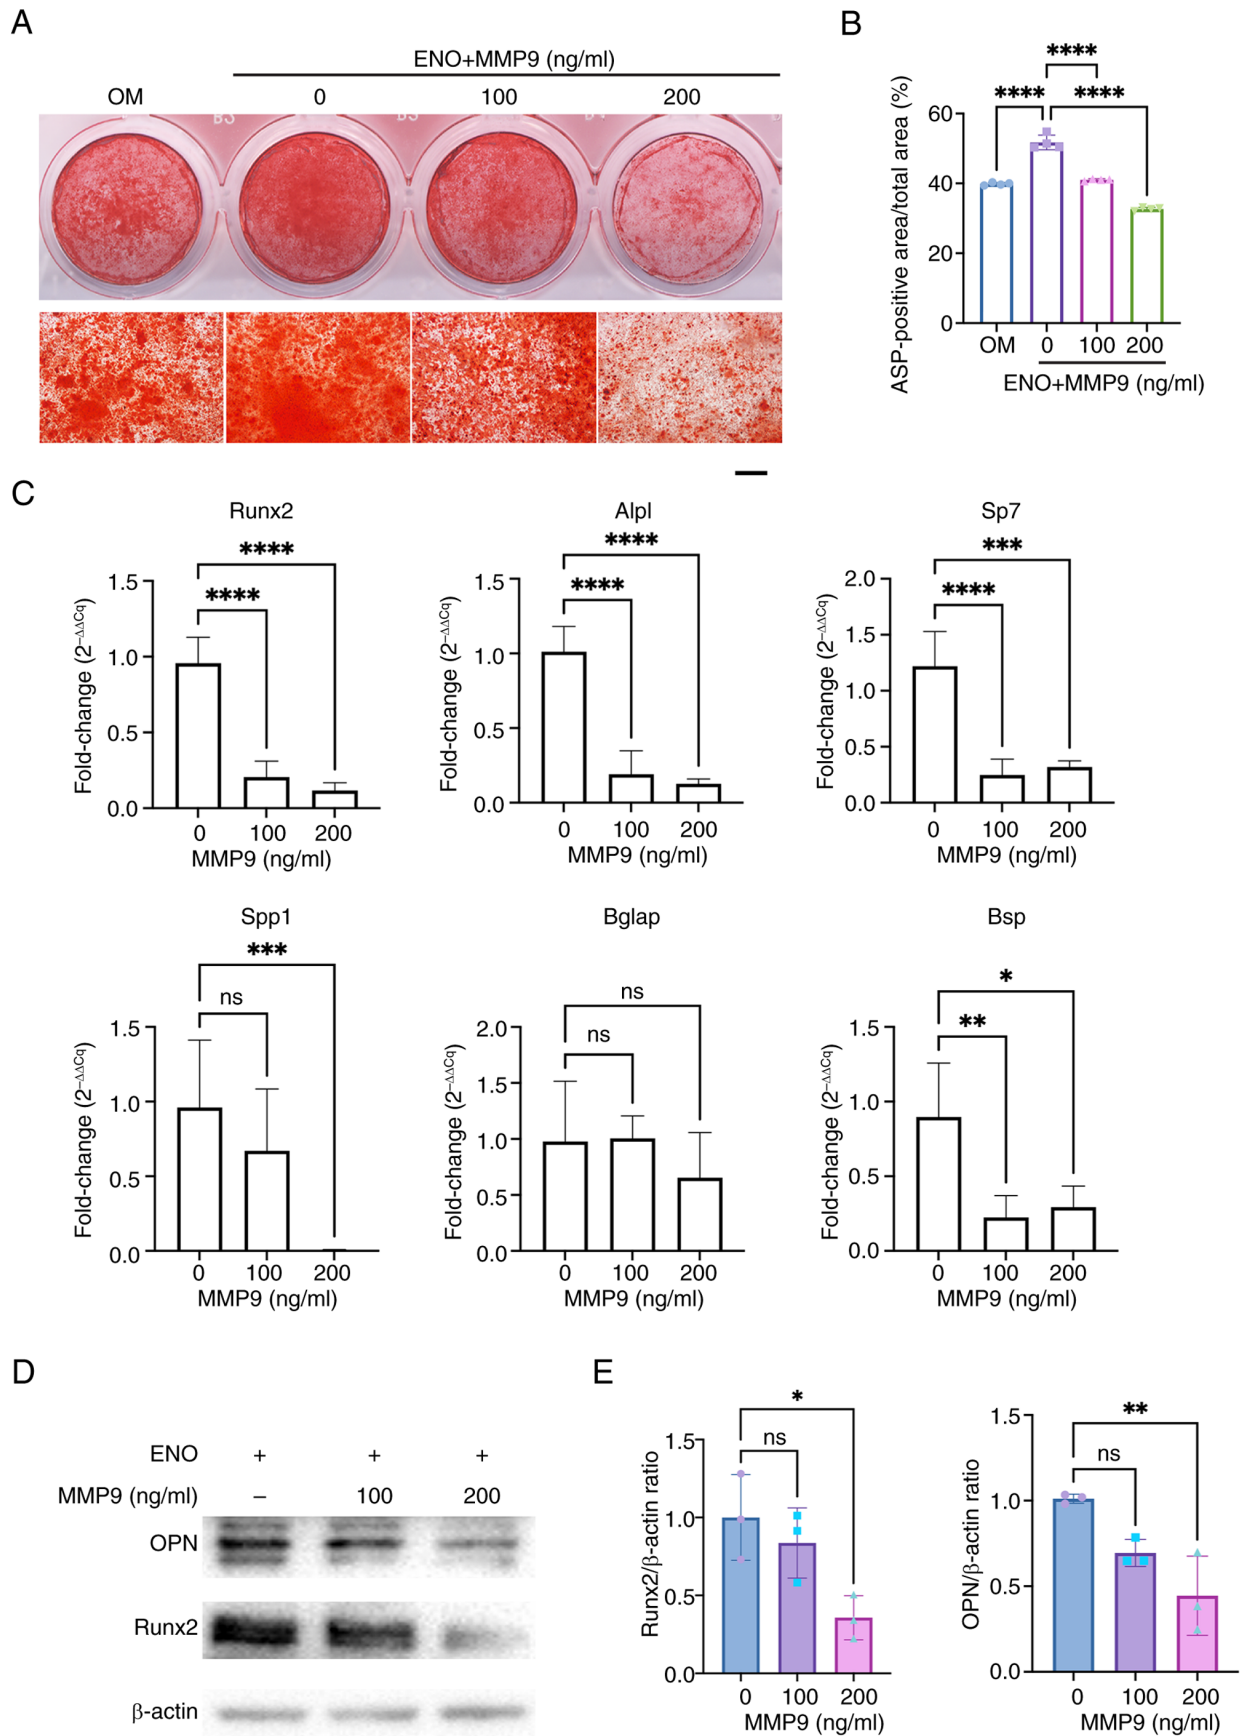 A
ENO+MMP9 (ng/ml)
OM 0 100 200
B
**** 
**** ****
ASP-positive area/total area (%)
60
40
20
0
OM 0 100 200
ENO+MMP9 (ng/ml)
C
Runx2
****
****
Fold-change (2⁻ΔΔCq)
1.5
1.0
0.5
0.0
0 100 200
MMP9 (ng/ml)
Alpl
****
****
Fold-change (2⁻ΔΔCq)
1.5
1.0
0.5
0.0
0 100 200
MMP9 (ng/ml)
Sp7
***
****
Fold-change (2⁻ΔΔCq)
2.0
1.5
1.0
0.5
0.0
0 100 200
MMP9 (ng/ml)
Spp1
***
ns
Fold-change (2⁻ΔΔCq)
1.5
1.0
0.5
0.0
0 100 200
MMP9 (ng/ml)
Bglap
ns
ns
Fold-change (2⁻ΔΔCq)
2.0
1.5
1.0
0.5
0.0
0 100 200
MMP9 (ng/ml)
Bsp
*
**
Fold-change (2⁻ΔΔCq)
1.5
1.0
0.5
0.0
0 100 200
MMP9 (ng/ml)
D
ENO + + +
MMP9 (ng/ml) – 100 200
OPN
Runx2
β-actin
E
*
ns
Runx2/β-actin ratio
1.5
1.0
0.5
0.0
0 100 200
MMP9 (ng/ml)
**
ns
OPN/β-actin ratio
1.5
1.0
0.5
0.0
0 100 200
MMP9 (ng/ml)